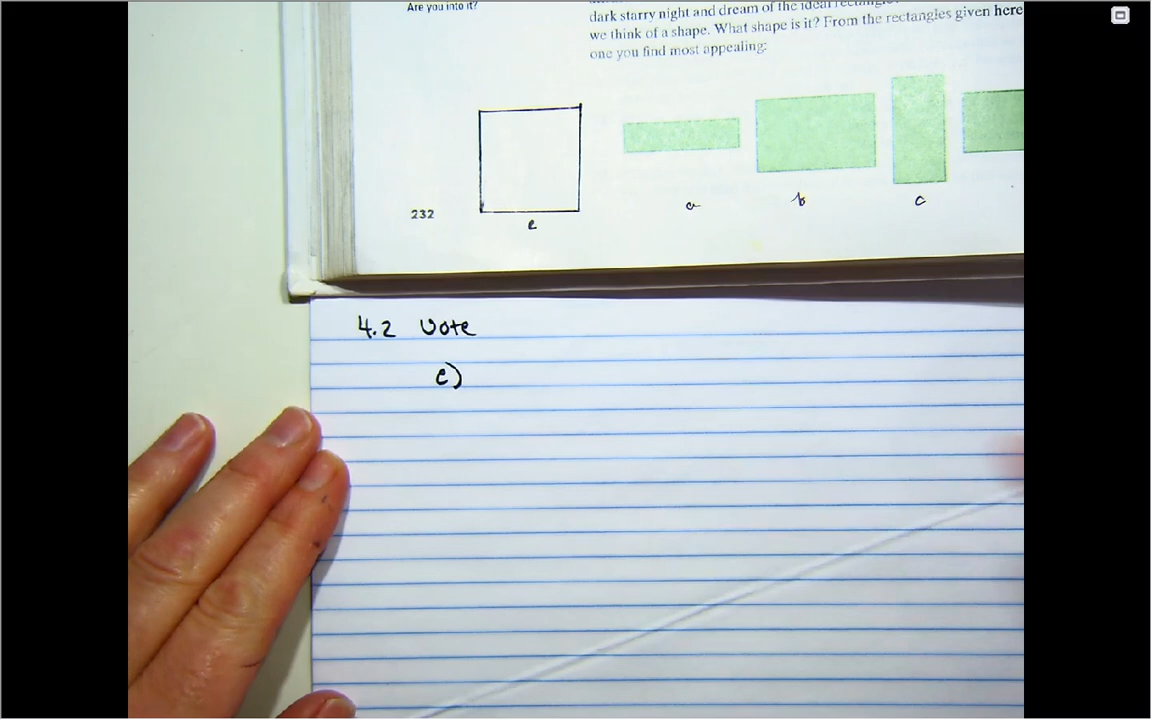 Are you into it?
dark starry night and dream of the ideal rectangle.
we think of a shape. What shape is it? From the rectangles given here
one you find most appealing:
e
a
b
c
232
4.2 Vote
e)